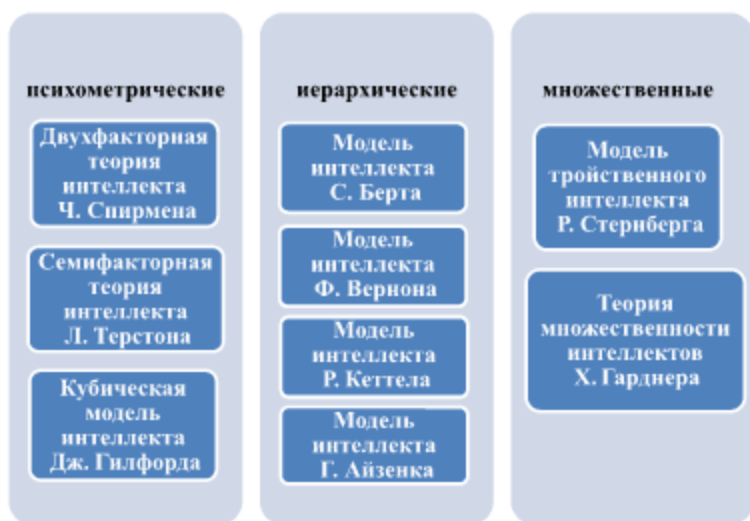 психометрические
Двухфакторная
теория
интеллекта
Ч. Спирмена
Семифакторная
теория
интеллекта
Л. Терстона
Кубическая
модель
интеллекта
Дж. Гилфорда
иерархические
Модель
интеллекта
С. Берта
Модель
интеллекта
Ф. Вернона
Модель
интеллекта
Р. Кеттела
Модель
интеллекта
Г. Айзенка
множественные
Модель
тройственного
интеллекта
Р. Стернберга
Теория
множественности
интеллектов
Х. Гарднера